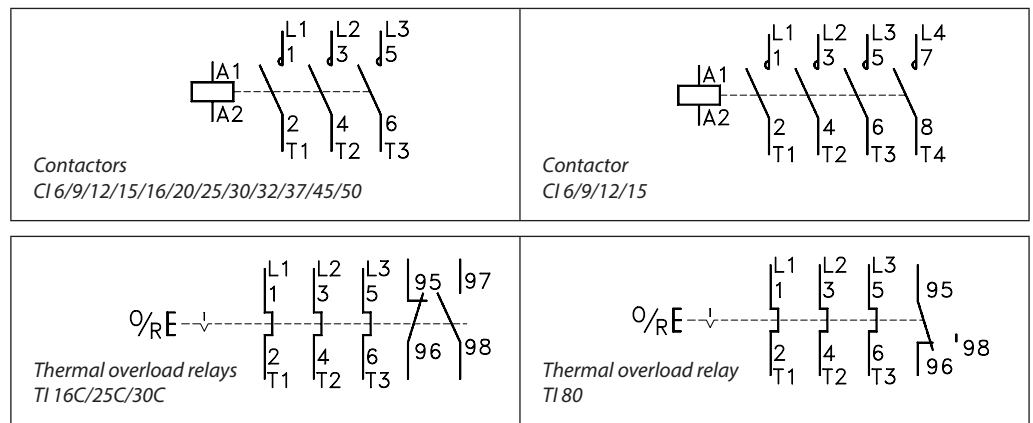 L1 L2 L3
1 3 5
A1
A2
2 4 6
T1 T2 T3
Contactors
CI 6/9/12/15/16/20/25/30/32/37/45/50
L1 L2 L3 L4
1 3 5 7
A1
A2
2 4 6 8
T1 T2 T3 T4
Contactor
CI 6/9/12/15
L1 L2 L3
1 3 5 95 97
O/R
2 4 6 96 98
T1 T2 T3
Thermal overload relays
TI 16C/25C/30C
L1 L2 L3
1 3 5 95
O/R
2 4 6 96 98
T1 T2 T3
Thermal overload relay
TI 80